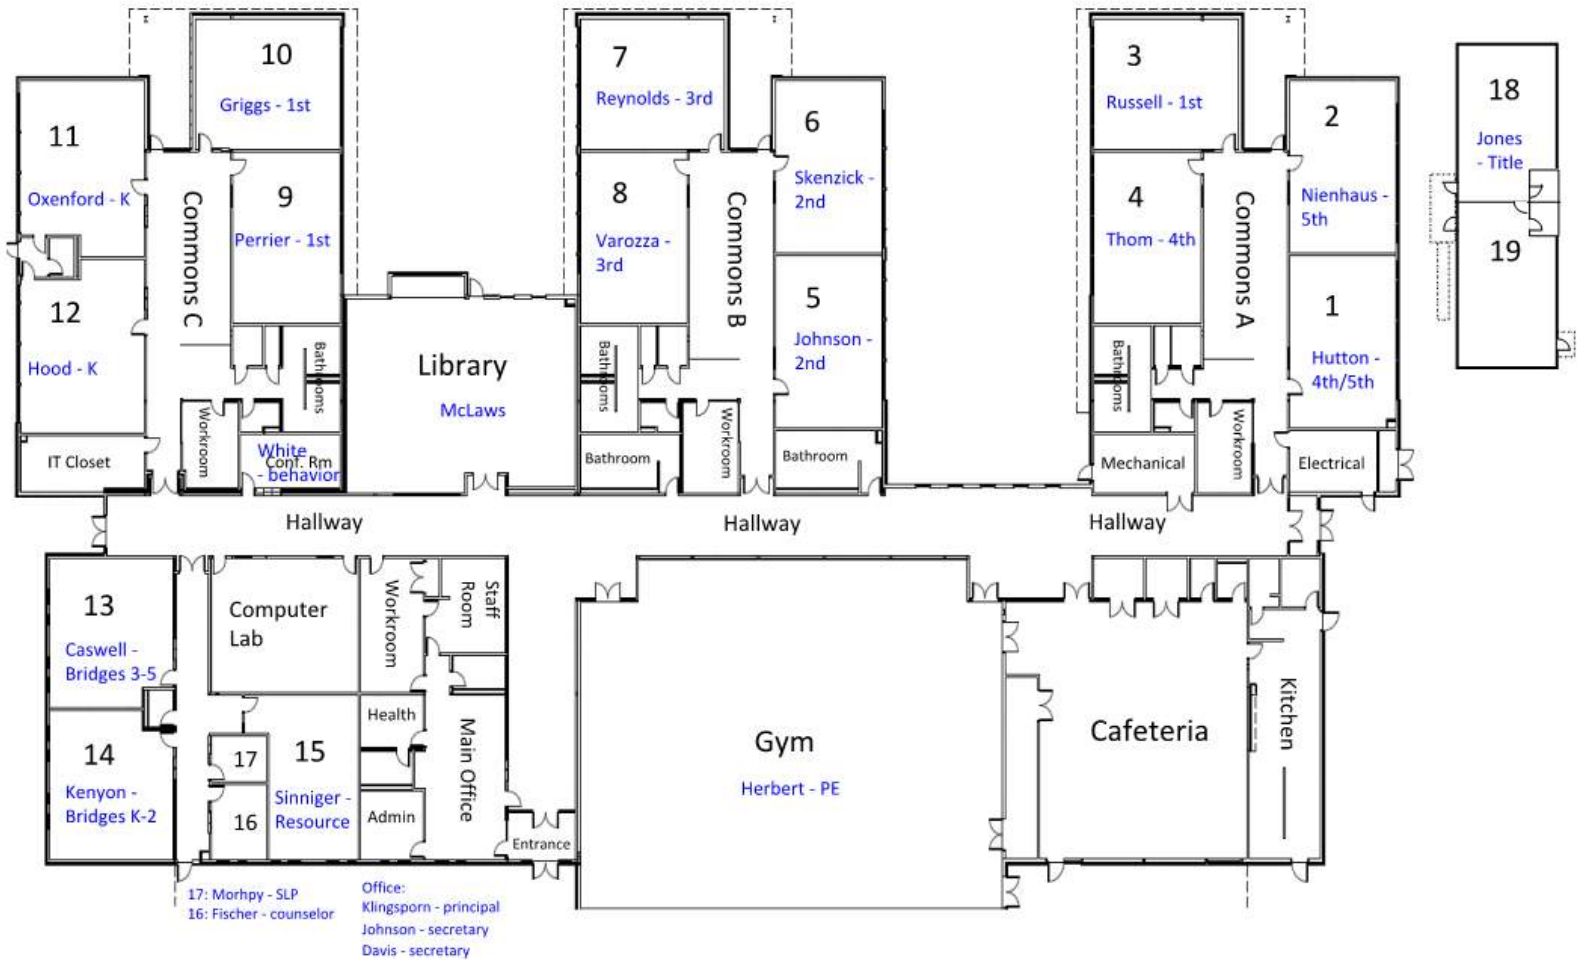 10
Griggs - 1st
7
Reynolds - 3rd
3
Russell - 1st
18
Jones
- Title
11
Oxenford - K
6
Skenzick -
2nd
2
Nienhaus -
5th
9
Perrier - 1st
Commons C
8
Varozza -
3rd
Commons B
4
Thom - 4th
Commons A
19
12
Hood - K
5
Johnson -
2nd
1
Hutton -
4th/5th
Library
McLaws
Bathrooms
Bathrooms
Bathrooms
IT Closet
Workroom
White
- behavior
Conf. Rm
Bathroom
Workroom
Bathroom
Mechanical
Workroom
Electrical
Hallway
Hallway
Hallway
13
Caswell -
Bridges 3-5
Computer
Lab
Workroom
Staff
Room
14
Kenyon -
Bridges K-2
17
16
15
Sinniger -
Resource
Health
Admin
Main Office
Entrance
Gym
Herbert - PE
Cafeteria
Kitchen
17: Morhpy - SLP
16: Fischer - counselor
Office:
Klingsporn - principal
Johnson - secretary
Davis - secretary